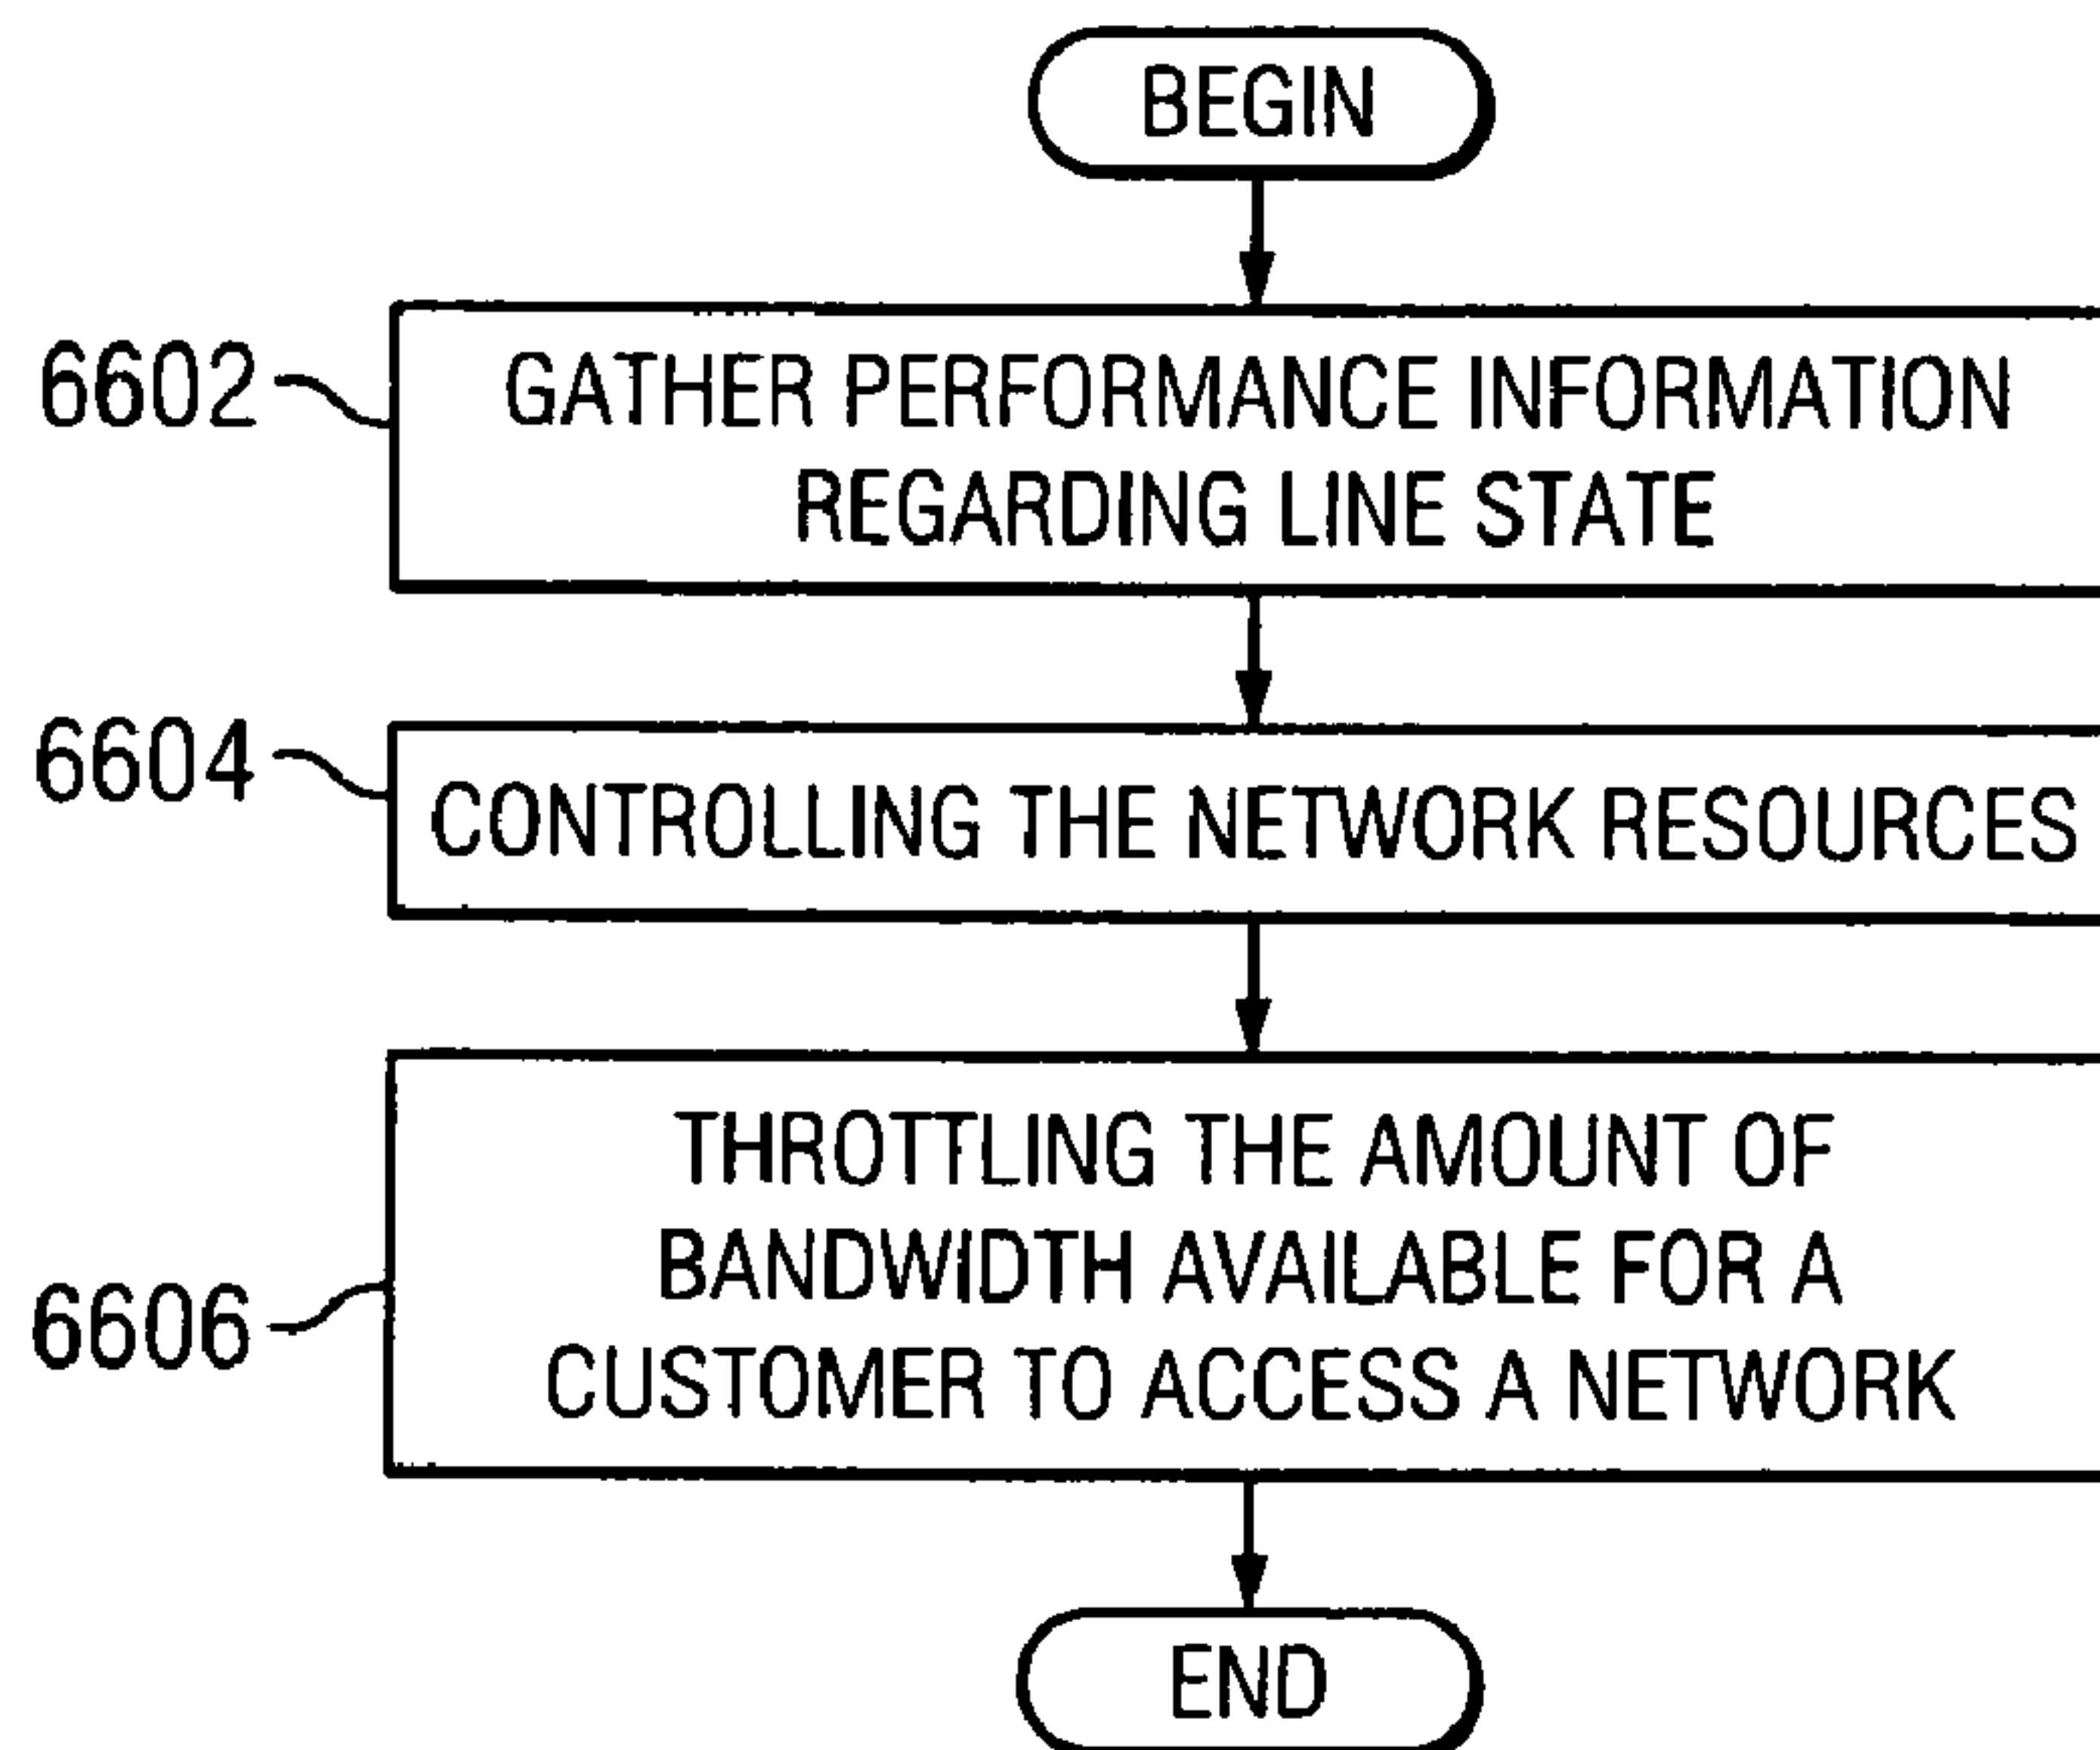 BEGIN
6602
GATHER PERFORMANCE INFORMATION
REGARDING LINE STATE
6604
CONTROLLING THE NETWORK RESOURCES
6606
THROTTLING THE AMOUNT OF
BANDWIDTH AVAILABLE FOR A
CUSTOMER TO ACCESS A NETWORK
END